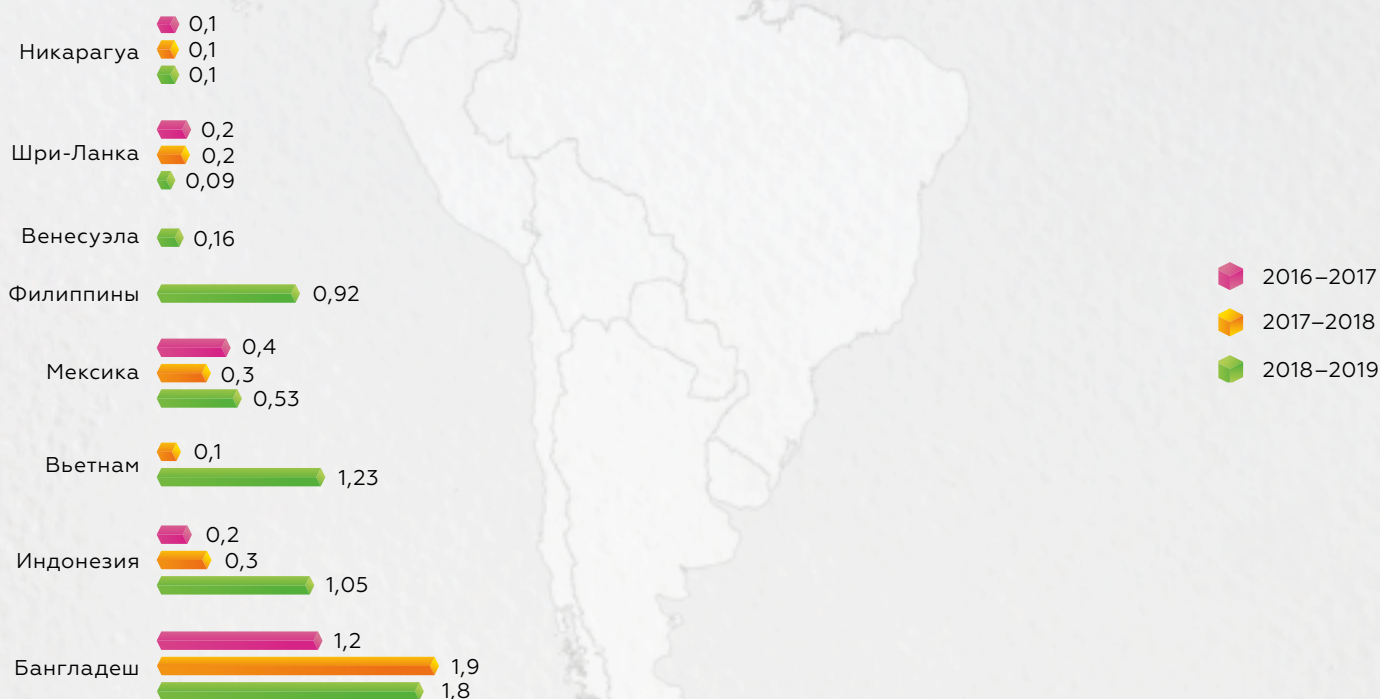 0,1
Никарагуа
0,1
0,1
0,2
Шри-Ланка
0,2
0,09
Венесуэла
0,16
Филиппины
0,92
0,4
Мексика
0,3
0,53
0,1
Вьетнам
1,23
0,2
Индонезия
0,3
1,05
1,2
Бангладеш
1,9
1,8
2016–2017
2017–2018
2018–2019